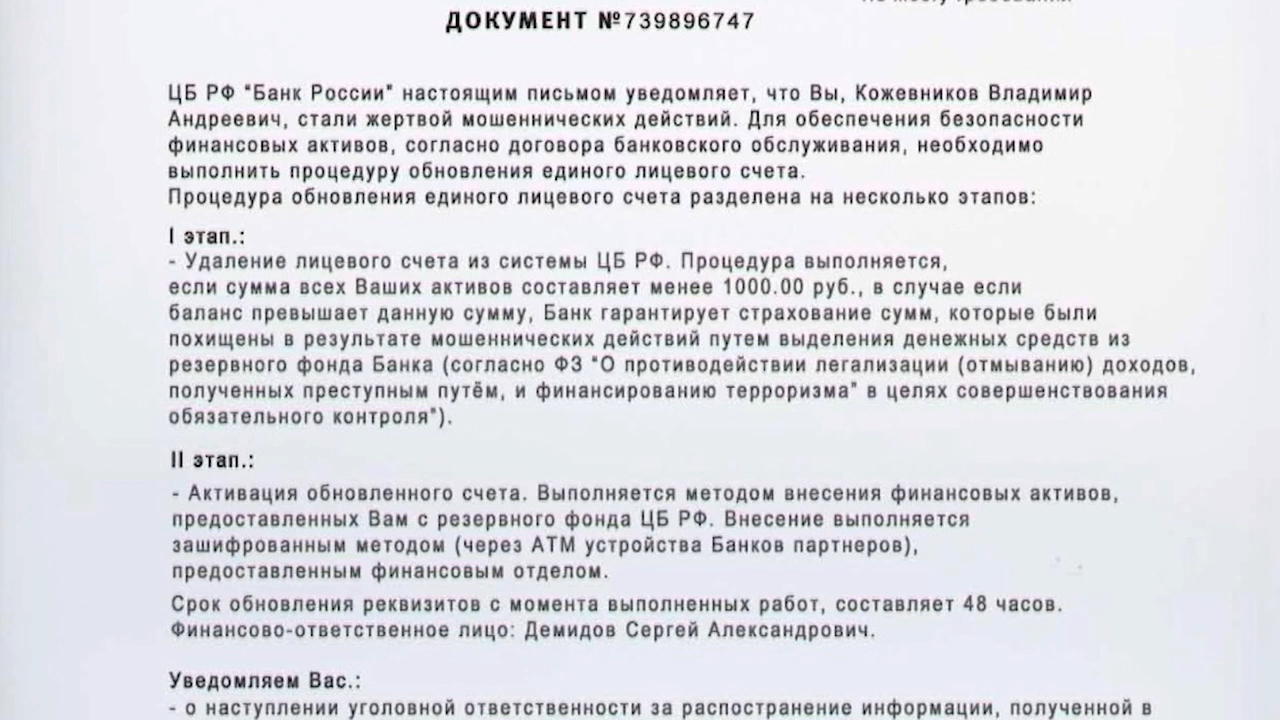 ДОКУМЕНТ №739896747
ЦБ РФ "Банк России" настоящим письмом уведомляет, что Вы, Кожевников Владимир
Андреевич, стали жертвой мошеннических действий. Для обеспечения безопасности
финансовых активов, согласно договора банковского обслуживания, необходимо
выполнить процедуру обновления единого лицевого счета.
Процедура обновления единого лицевого счета разделена на несколько этапов:
I этап.:
- Удаление лицевого счета из системы ЦБ РФ. Процедура выполняется,
если сумма всех Ваших активов составляет менее 1000.00 руб., в случае если
баланс превышает данную сумму, Банк гарантирует страхование сумм, которые были
похищены в результате мошеннических действий путем выделения денежных средств из
резервного фонда Банка (согласно ФЗ "О противодействии легализации (отмыванию) доходов,
полученных преступным путём, и финансированию терроризма" в целях совершенствования
обязательного контроля").
II этап.:
- Активация обновленного счета. Выполняется методом внесения финансовых активов,
предоставленных Вам с резервного фонда ЦБ РФ. Внесение выполняется
зашифрованным методом (через АТМ устройства Банков партнеров),
предоставленным финансовым отделом.
Срок обновления реквизитов с момента выполненных работ, составляет 48 часов.
Финансово-ответственное лицо: Демидов Сергей Александрович.
Уведомляем Вас.:
- о наступлении уголовной ответственности за распостранение информации, полученной в